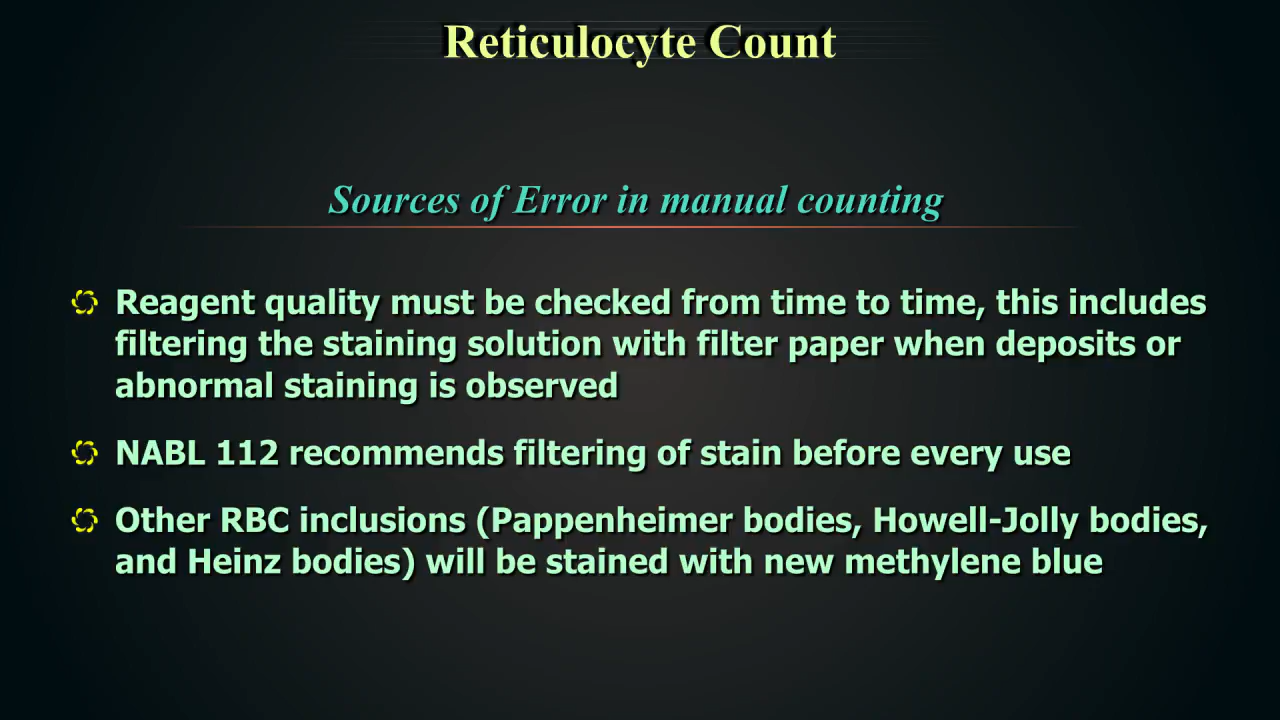 Reticulocyte Count
Sources of Error in manual counting
Reagent quality must be checked from time to time, this includes
filtering the staining solution with filter paper when deposits or
abnormal staining is observed
NABL 112 recommends filtering of stain before every use
Other RBC inclusions (Pappenheimer bodies, Howell-Jolly bodies,
and Heinz bodies) will be stained with new methylene blue